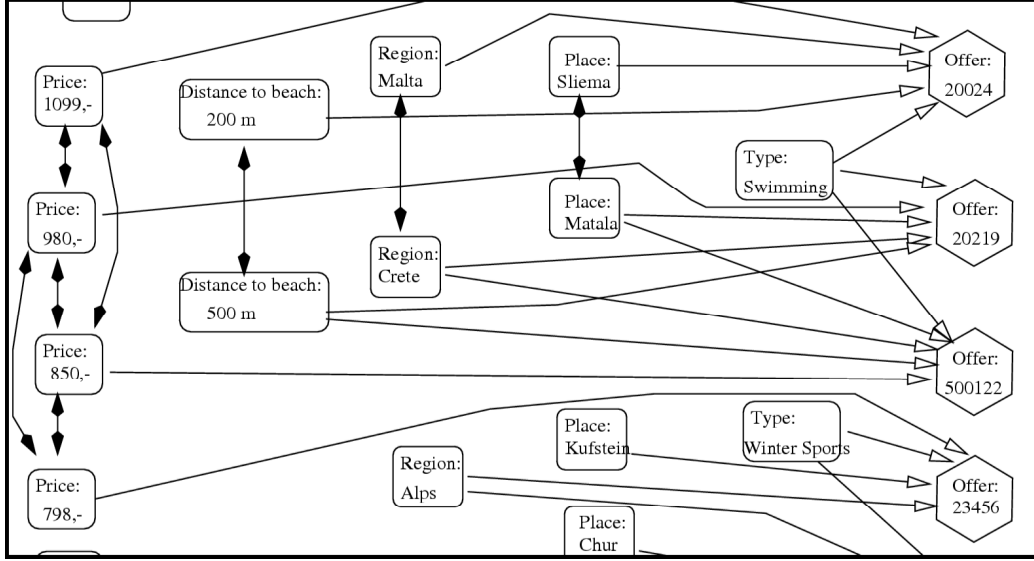 Price:
1099,-
Distance to beach:
200 m
Region:
Malta
Place:
Sliema
Offer:
20024
Type:
Swimming
Price:
980,-
Place:
Matala
Offer:
20219
Region:
Crete
Distance to beach:
500 m
Price:
850,-
Offer:
500122
Place:
Kufstein
Type:
Winter Sports
Region:
Alps
Price:
798,-
Offer:
23456
Place:
Chur